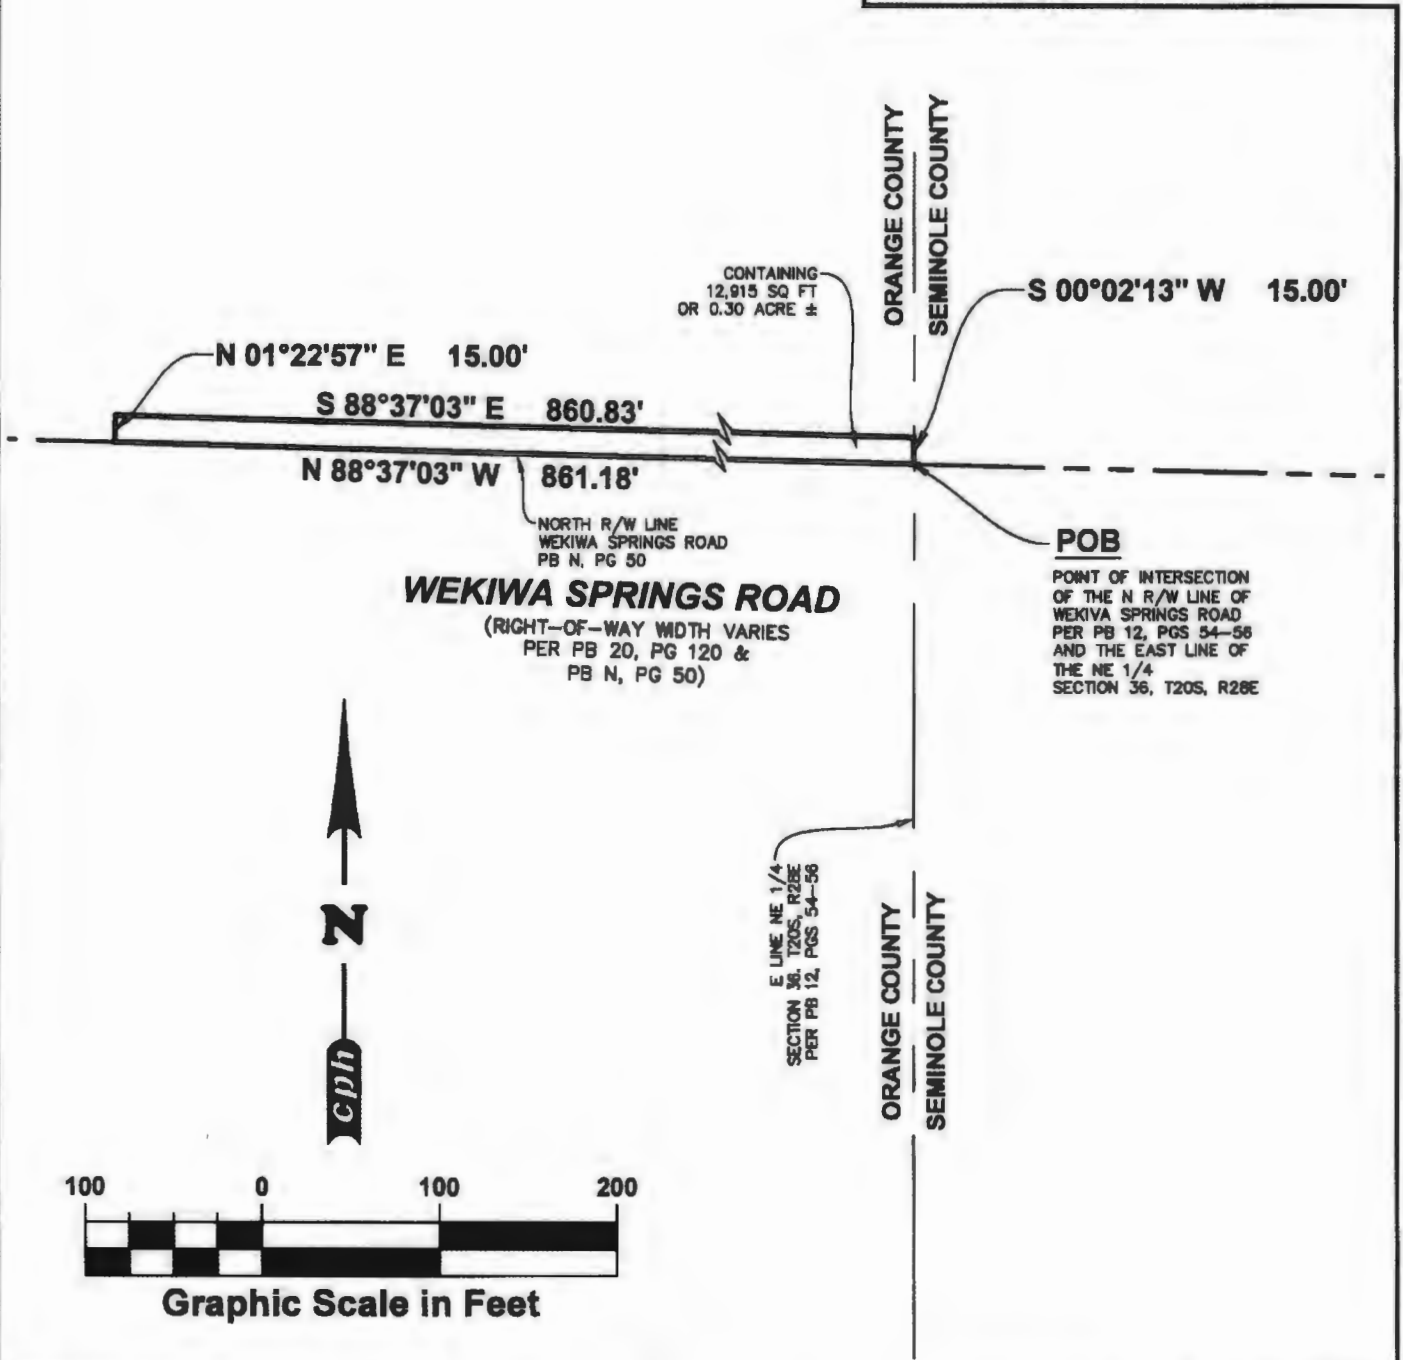 ORANGE COUNTY
SEMINOLE COUNTY
CONTAINING
12,915 SQ FT
OR 0.30 ACRE ±
S 00°02'13" W 15.00'
N 01°22'57" E 15.00'
S 88°37'03" E 860.83'
N 88°37'03" W 861.18'
NORTH R/W LINE
WEKIWA SPRINGS ROAD
PB N, PG 50
WEKIWA SPRINGS ROAD
(RIGHT-OF-WAY WIDTH VARIES
PER PB 20, PG 120 &
PB N, PG 50)
POB
POINT OF INTERSECTION
OF THE N R/W LINE OF
WEKIVA SPRINGS ROAD
PER PB 12, PGS 54-56
AND THE EAST LINE OF
THE NE 1/4
SECTION 36, T20S, R28E
E LINE NE 1/4
SECTION 36. T20S, R28E
PER PB 12, PGS 54-56
ORANGE COUNTY
SEMINOLE COUNTY
N
cph
100 0 100 200
Graphic Scale in Feet